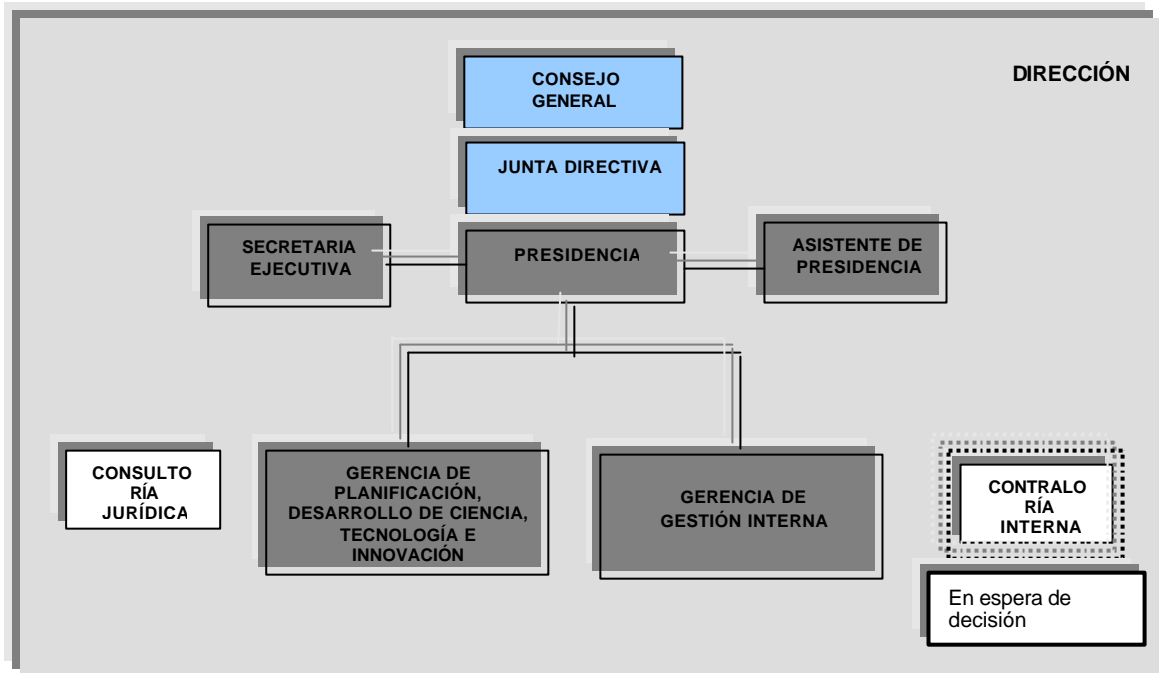 DIRECCIÓN
CONSEJO
GENERAL
JUNTA DIRECTIVA
SECRETARIA
EJECUTIVA
PRESIDENCIA
ASISTENTE DE
PRESIDENCIA
CONSULTO
RÍA
JURÍDICA
GERENCIA DE
PLANIFICACIÓN,
DESARROLLO DE CIENCIA,
TECNOLOGÍA E
INNOVACIÓN
GERENCIA DE
GESTIÓN INTERNA
CONTRALO
RÍA
INTERNA
En espera de
decisión